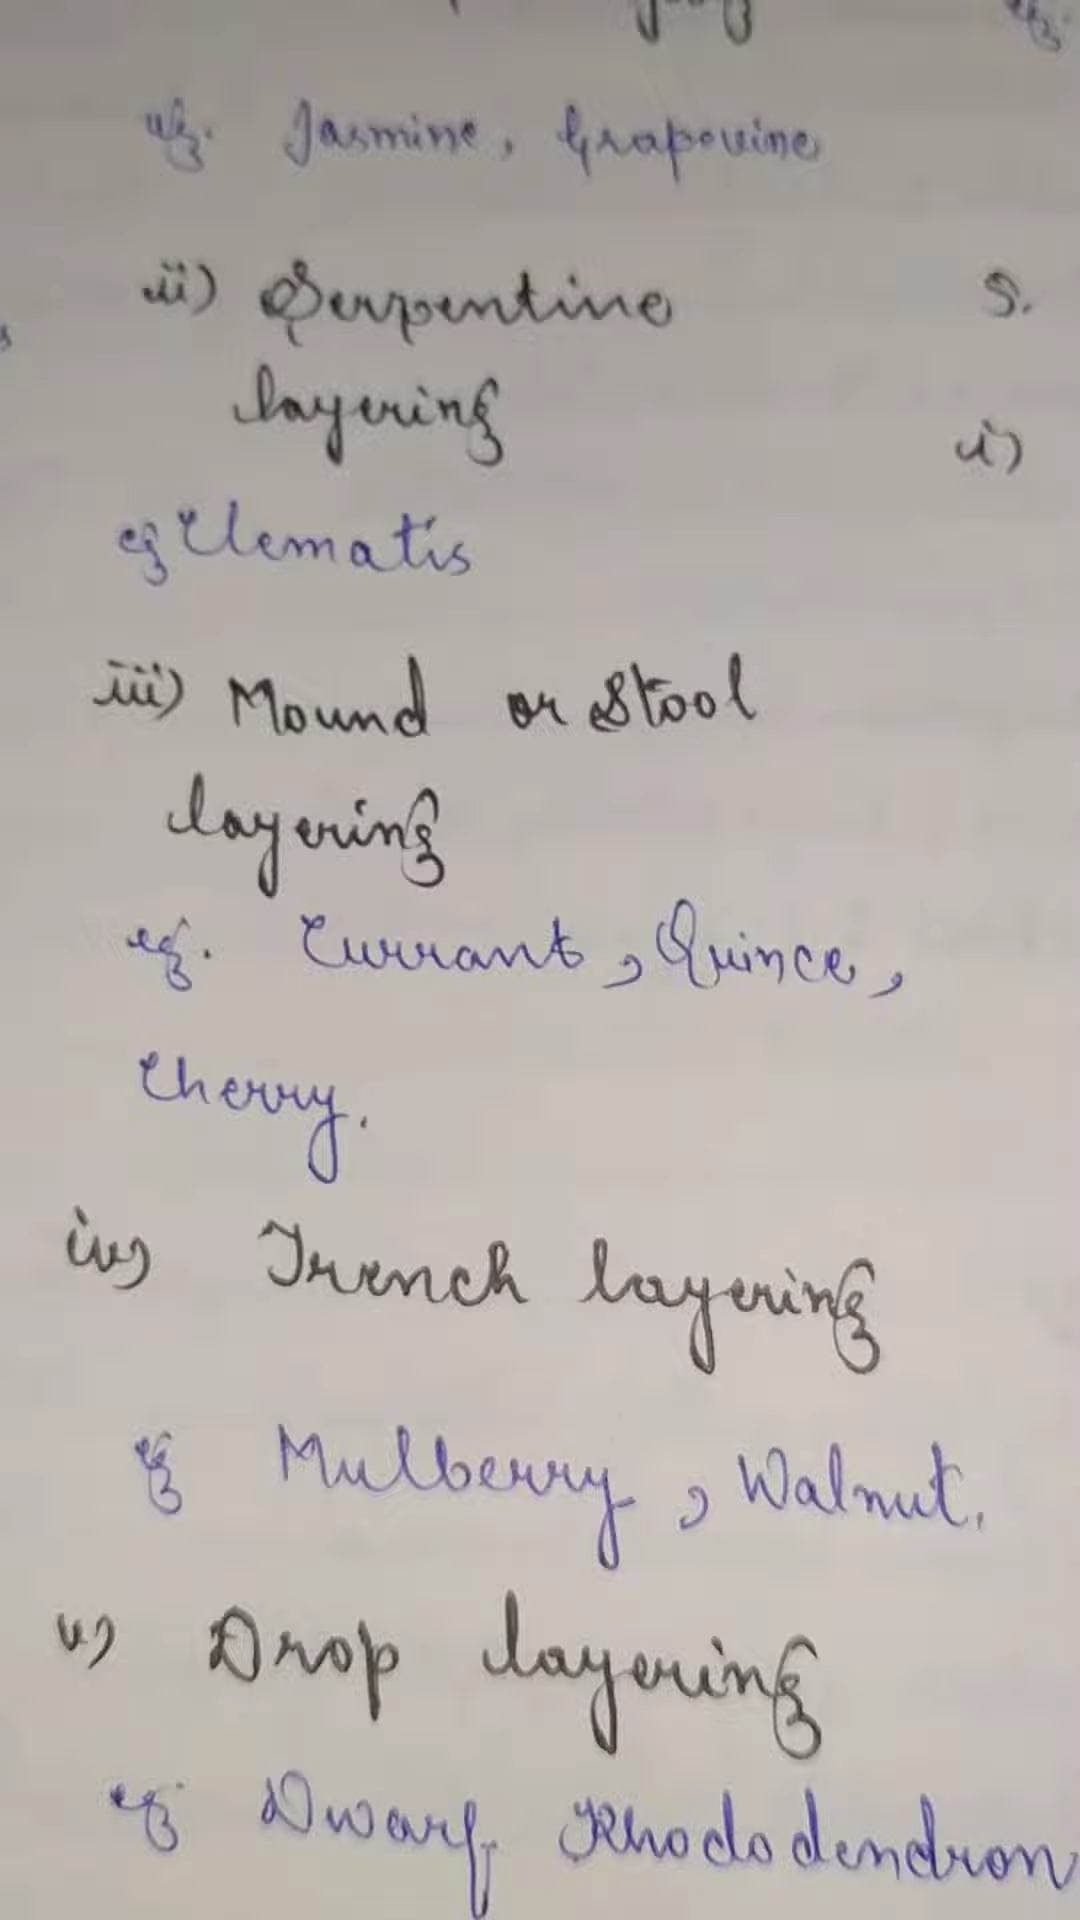 eg. Jasmine, Grapevine
ii) Serpentine
layering
eg Clematis
iii) Mound or Stool
layering
eg. Currant, Quince,
Cherry.
iv) Trench layering
eg Mulberry, Walnut.
v) Drop layering
eg Dwarf Rhododendron
5.
i)